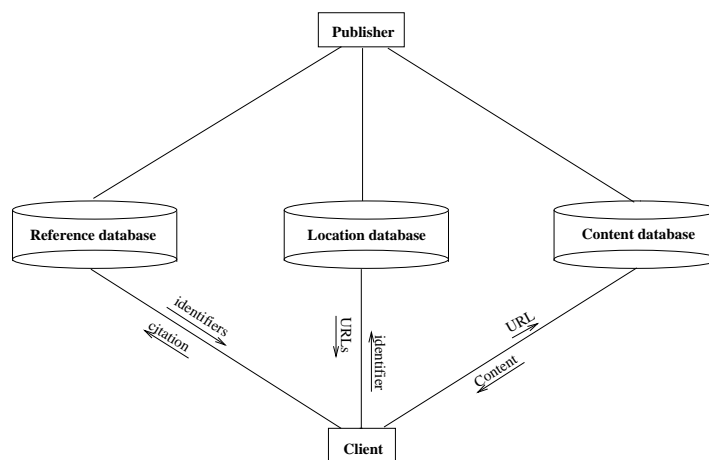 Publisher
Reference database
Location database
Content database
identifiers
citation
URLs
identifier
URL
Content
Client